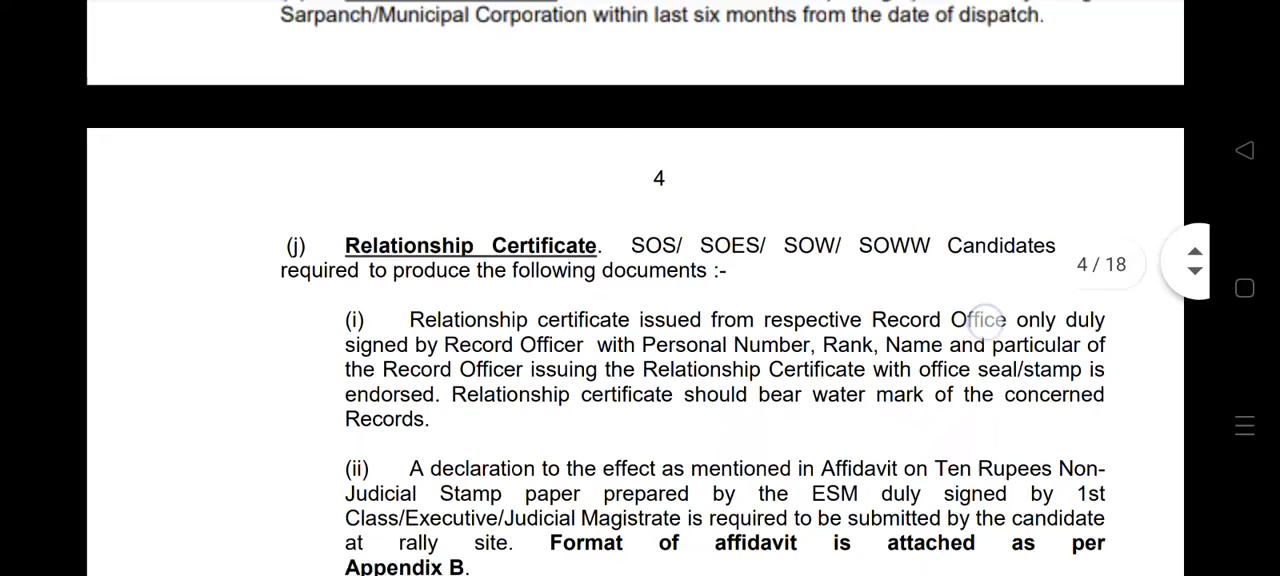 Sarpanch/Municipal Corporation within last six months from the date of dispatch.
4
(j) Relationship Certificate. SOS/ SOES/ SOW/ SOWW Candidates
required to produce the following documents :-
4 / 18
(i) Relationship certificate issued from respective Record Office only duly
signed by Record Officer with Personal Number, Rank, Name and particular of
the Record Officer issuing the Relationship Certificate with office seal/stamp is
endorsed. Relationship certificate should bear water mark of the concerned
Records.
(ii) A declaration to the effect as mentioned in Affidavit on Ten Rupees Non-
Judicial Stamp paper prepared by the ESM duly signed by 1st
Class/Executive/Judicial Magistrate is required to be submitted by the candidate
at rally site. Format of affidavit is attached as per
Appendix B.